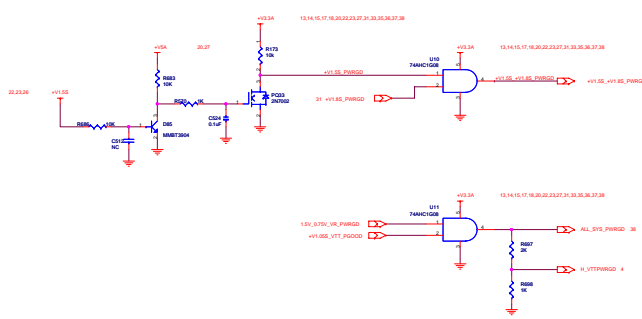 +V3.3A 13,14,15,17,18,20,22,23,27,31,33,35,36,37,38
+V5A 20,27
R173
10k
U10
74AHC1G08
+V3.3A 13,14,15,17,18,20,22,23,27,31,33,35,36,37,38
+V1.5S_PWRGD
+V1.5S_+V1.8S_PWRGD
+V1.5S_+V1.8S_PWRG
R683
10K
22,23,28 +V1.5S
R520 1K
PQ33
2N7002
31 +V1.8S_PWRGD
C524
0.1uF
R686 10K
D85
MMBT3904
C512
NC
U11
74AHC1G08
+V3.3A 13,14,15,17,18,20,22,23,27,31,33,35,36,37,38
1.5V_0.75V_VR_PWRGD
+V1.05S_VTT_PGOOD
ALL_SYS_PWRGD 36
R697
2K
H_VTTPWRGD 4
R698
1K